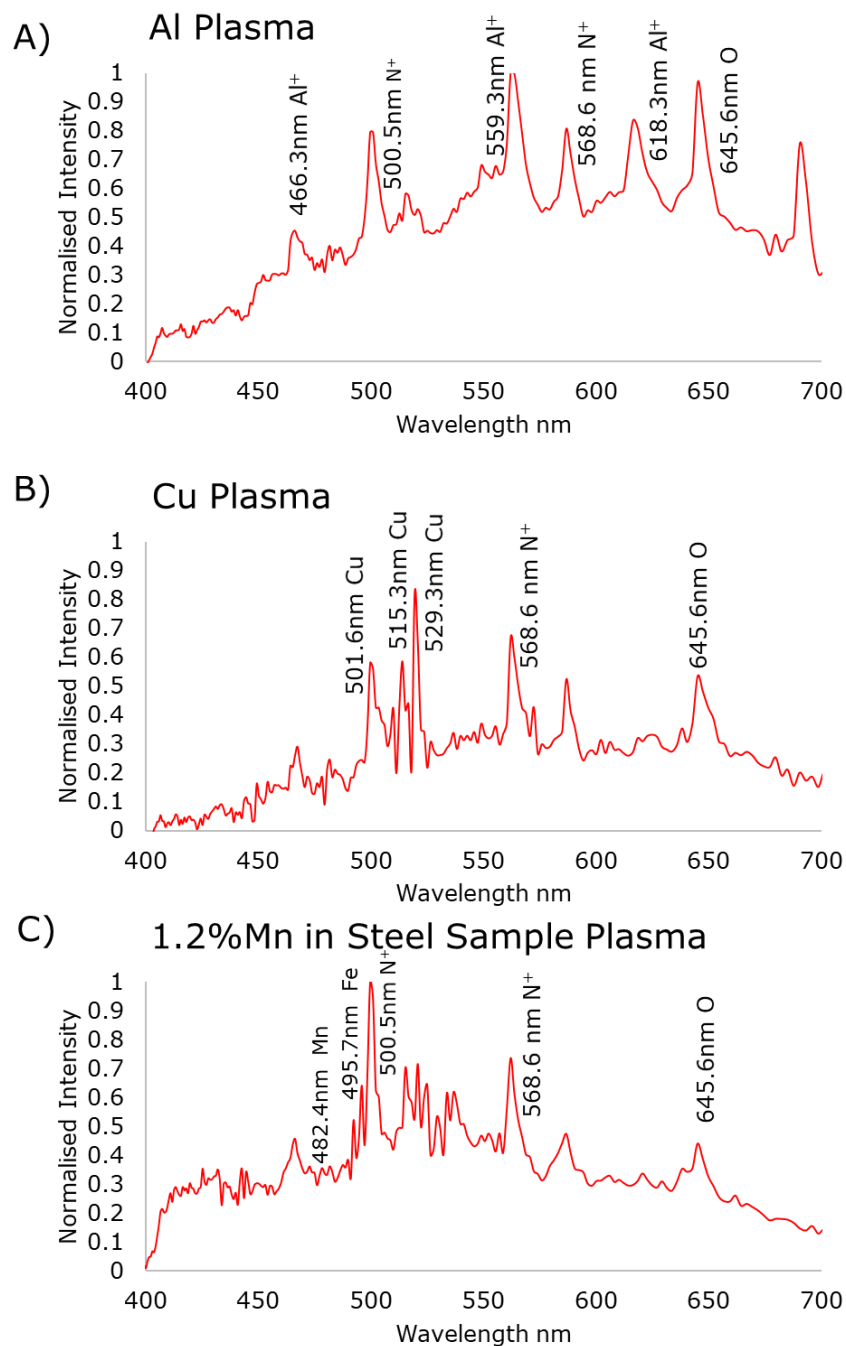 A)
Al Plasma
Normalised Intensity
1
0.9
0.8
0.7
0.6
0.5
0.4
0.3
0.2
0.1
0
466.3nm Al⁺
500.5nm N⁺
559.3nm Al⁺
568.6 nm N⁺
618.3nm Al⁺
645.6nm O
400 450 500 550 600 650 700
Wavelength nm
B)
Cu Plasma
Normalised Intensity
1
0.9
0.8
0.7
0.6
0.5
0.4
0.3
0.2
0.1
0
501.6nm Cu
515.3nm Cu
529.3nm Cu
568.6 nm N⁺
645.6nm O
400 450 500 550 600 650 700
Wavelength nm
C)
1.2%Mn in Steel Sample Plasma
Normalised Intensity
1
0.9
0.8
0.7
0.6
0.5
0.4
0.3
0.2
0.1
0
482.4nm Mn
495.7nm Fe
500.5nm N⁺
568.6 nm N⁺
645.6nm O
400 450 500 550 600 650 700
Wavelength nm